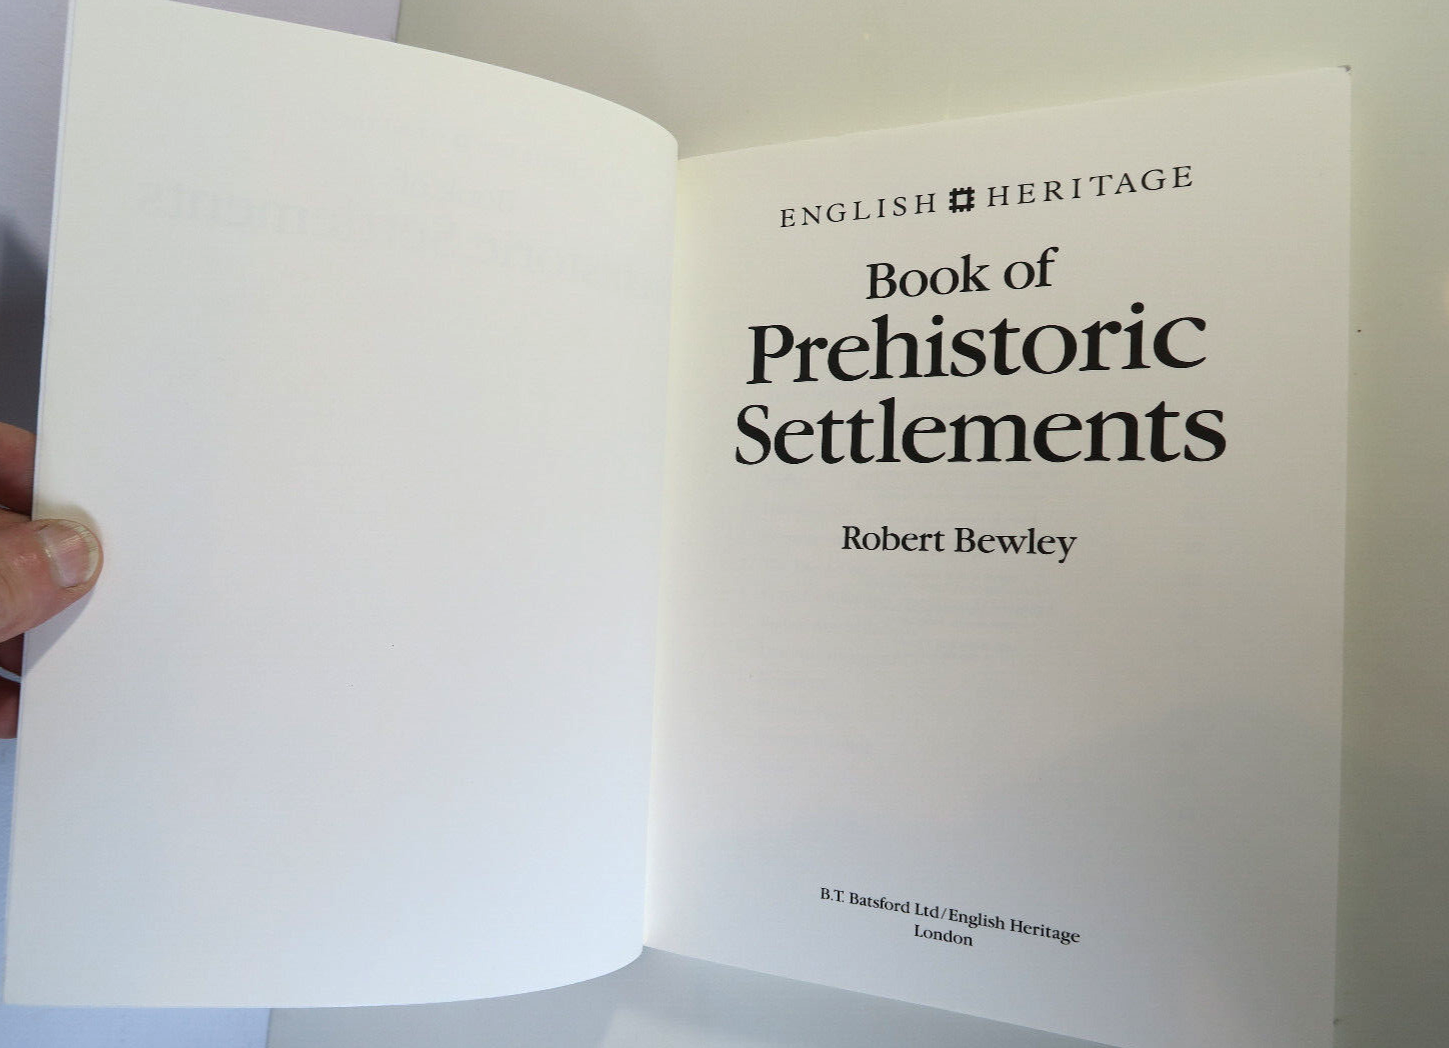 ENGLISH HERITAGE
Book of
Prehistoric
Settlements
Robert Bewley
B.T. Batsford Ltd/English Heritage
London